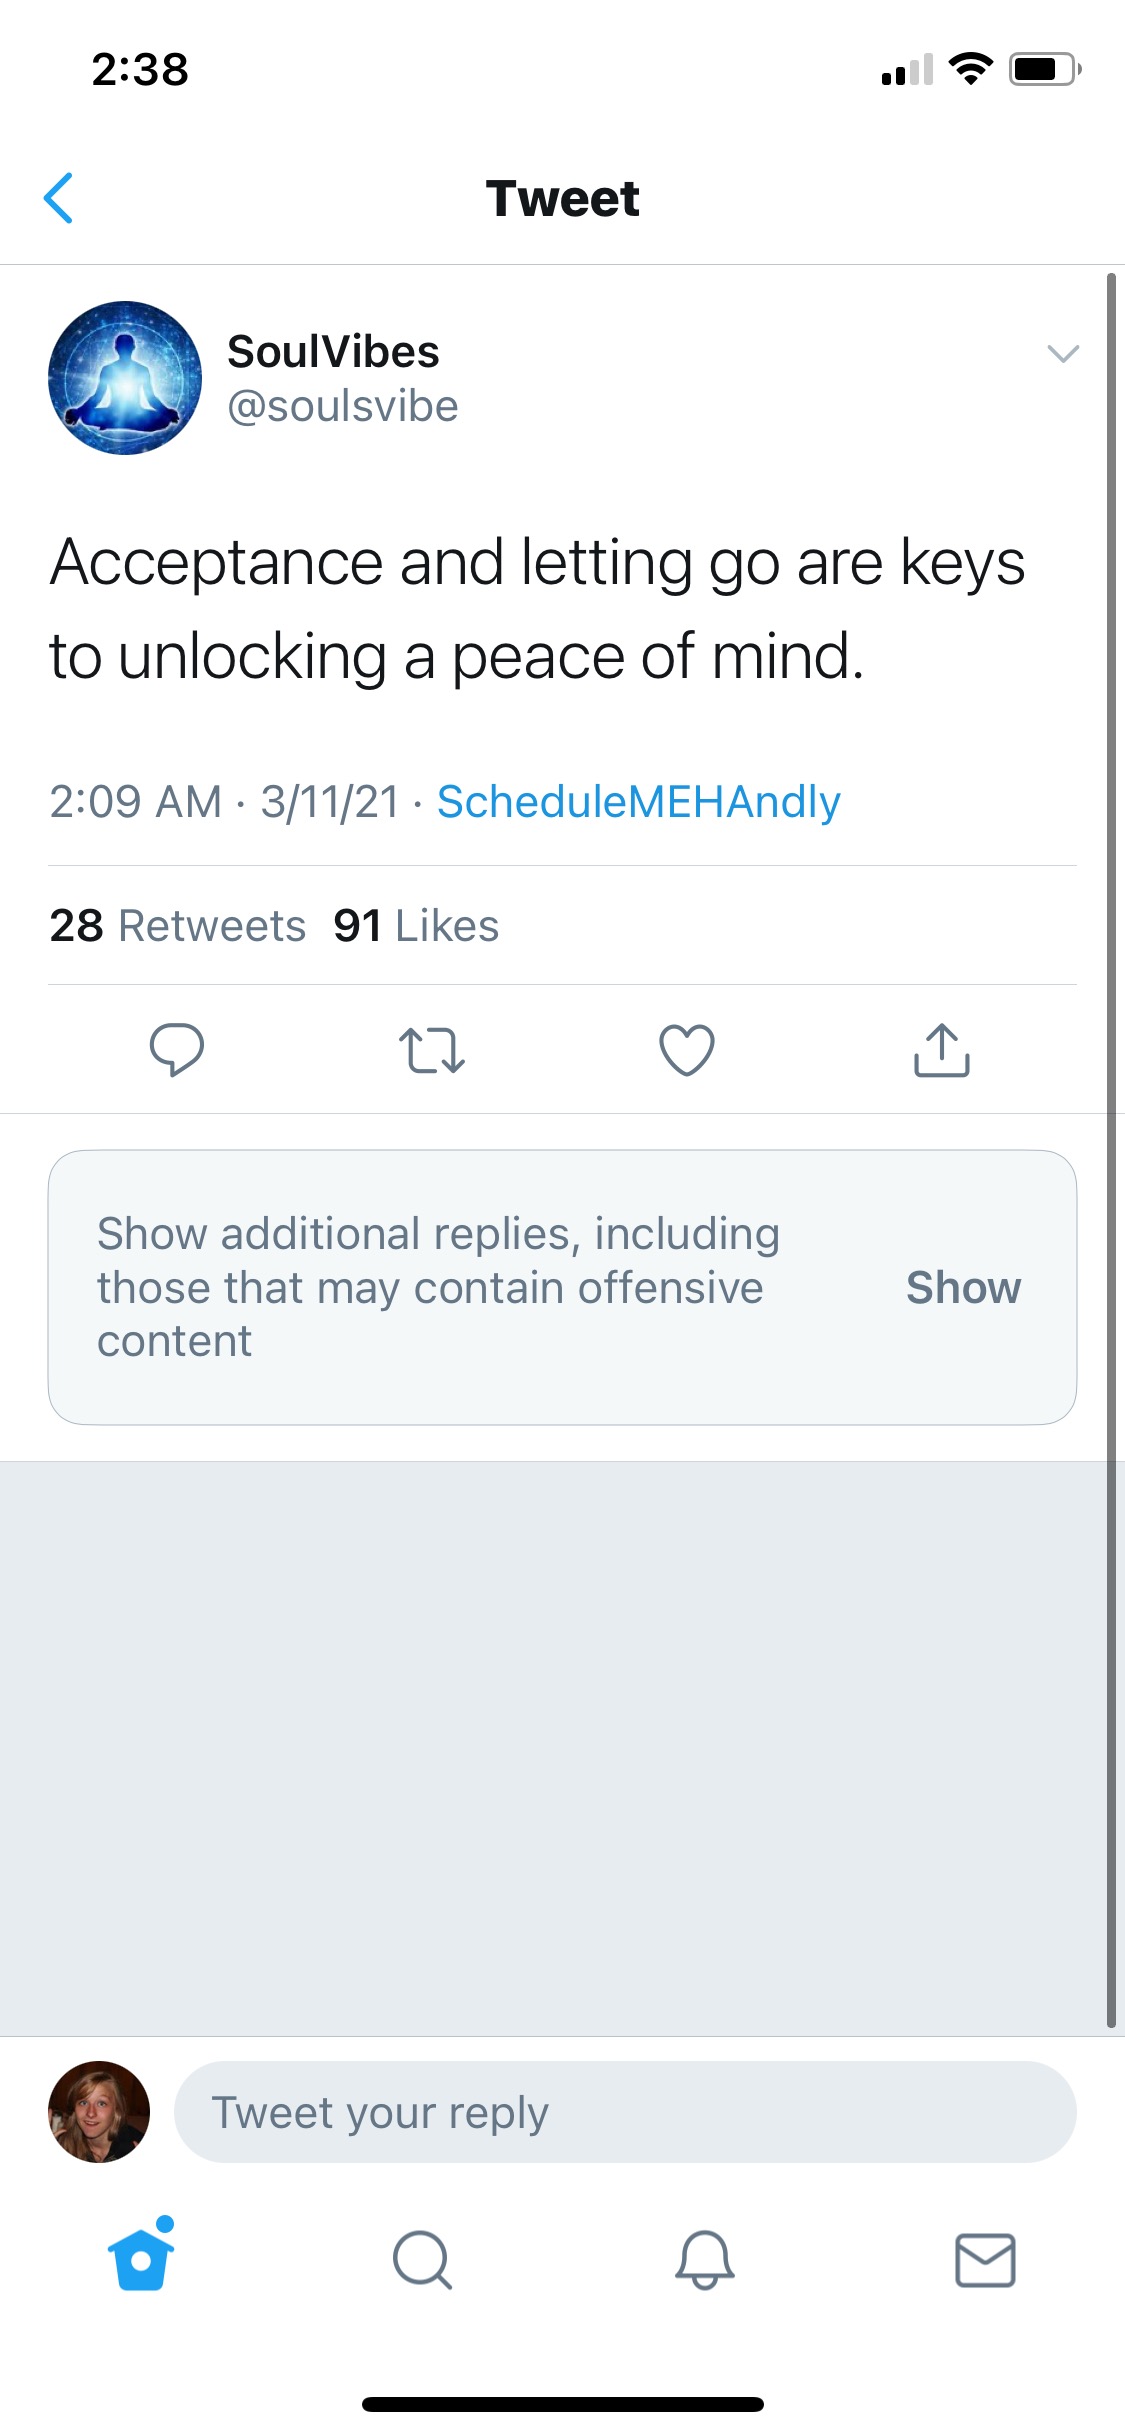 2:38
Tweet
SoulVibes
@soulsvibe
Acceptance and letting go are keys
to unlocking a peace of mind.
2:09 AM · 3/11/21 · ScheduleMEHAndly
28 Retweets 91 Likes
Show additional replies, including
those that may contain offensive
content
Show
Tweet your reply